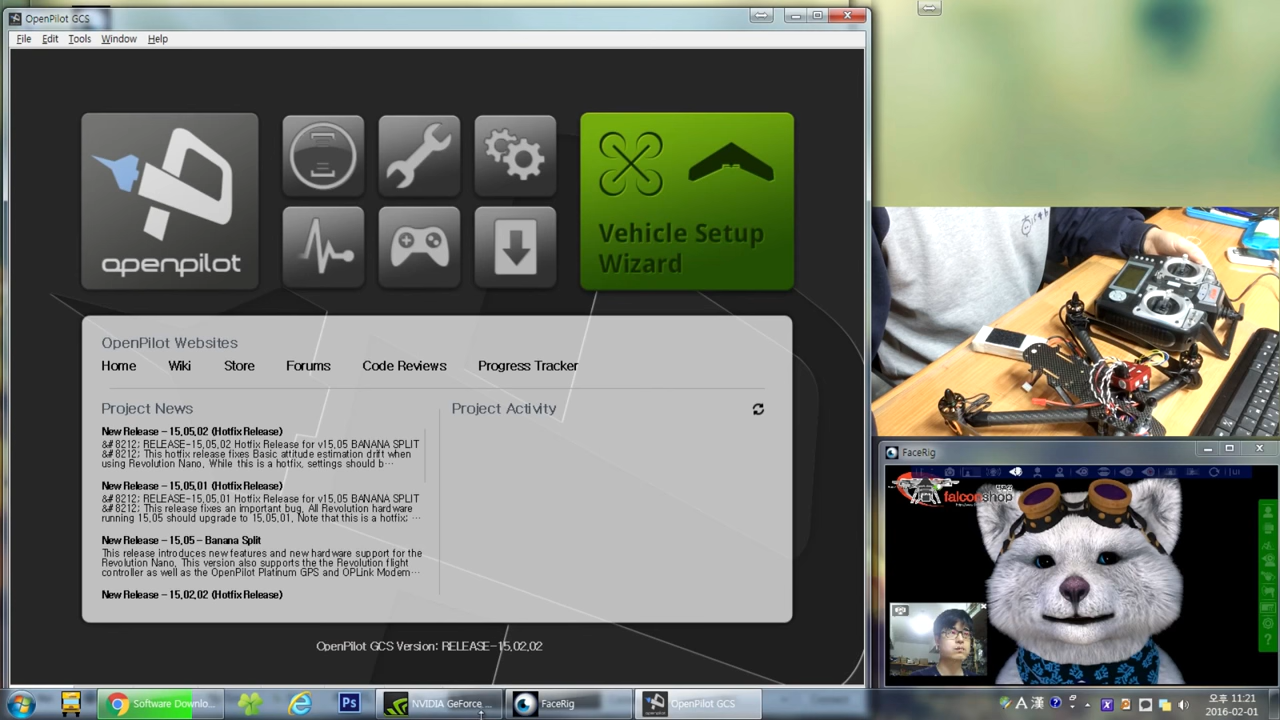 OpenPilot GCS
File Edit Tools Window Help
openpilot
Vehicle Setup
Wizard
OpenPilot Websites
Home Wiki Store Forums Code Reviews Progress Tracker
Project News
New Release - 15.05.02 (Hotfix Release)
&# 8212; RELEASE-15.05.02 Hotfix Release for v15.05 BANANA SPLIT
&# 8212; This hotfix release fixes Basic attitude estimation drift when
using Revolution Nano. While this is a hotfix, settings should b…
New Release - 15.05.01 (Hotfix Release)
&# 8212; RELEASE-15.05.01 Hotfix Release for v15.05 BANANA SPLIT
&# 8212; This release fixes an important bug. All Revolution hardware
running 15.05 should upgrade to 15.05.01. Note that this is a hotfix; …
New Release - 15.05 - Banana Split
This release introduces new features and new hardware support for the
Revolution Nano. This version also supports the the Revolution flight
controller as well as the OpenPilot Platinum GPS and OPLink Modem…
New Release - 15.02.02 (Hotfix Release)
Project Activity
OpenPilot GCS Version: RELEASE-15.02.02
FaceRig
falconshop
Software Downlo...
Ps
NVIDIA GeForce ...
FaceRig
OpenPilot GCS
A 漢
오후 11:21
2016-02-01